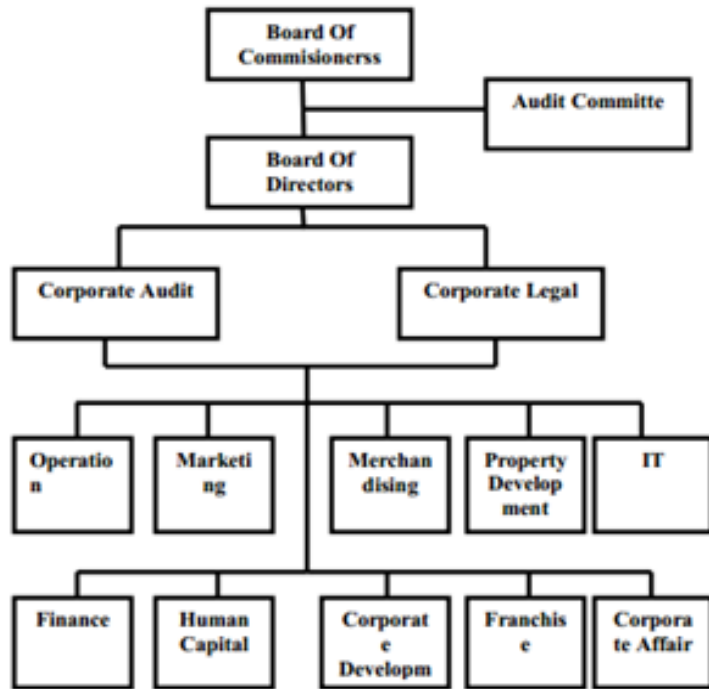 Board Of
Commisionerss
Audit Committe
Board Of
Directors
Corporate Audit
Corporate Legal
Operatio
n
Marketi
ng
Merchan
dising
Property
Develop
ment
IT
Finance
Human
Capital
Corporat
e
Developm
Franchis
e
Corpora
te Affair